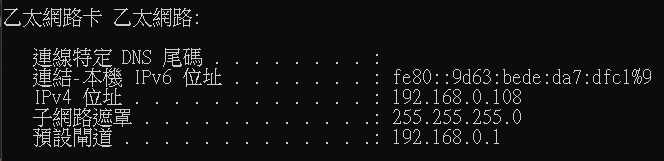 乙太網路卡 乙太網路:
連線特定 DNS 尾碼 . . . . . . . . :
連結-本機 IPv6 位址 . . . . . . . : fe80::9d63:bede:da7:dfc1%9
IPv4 位址 . . . . . . . . . . . . : 192.168.0.108
子網路遮罩 . . . . . . . . . . . .: 255.255.255.0
預設閘道 . . . . . . . . . . . . .: 192.168.0.1